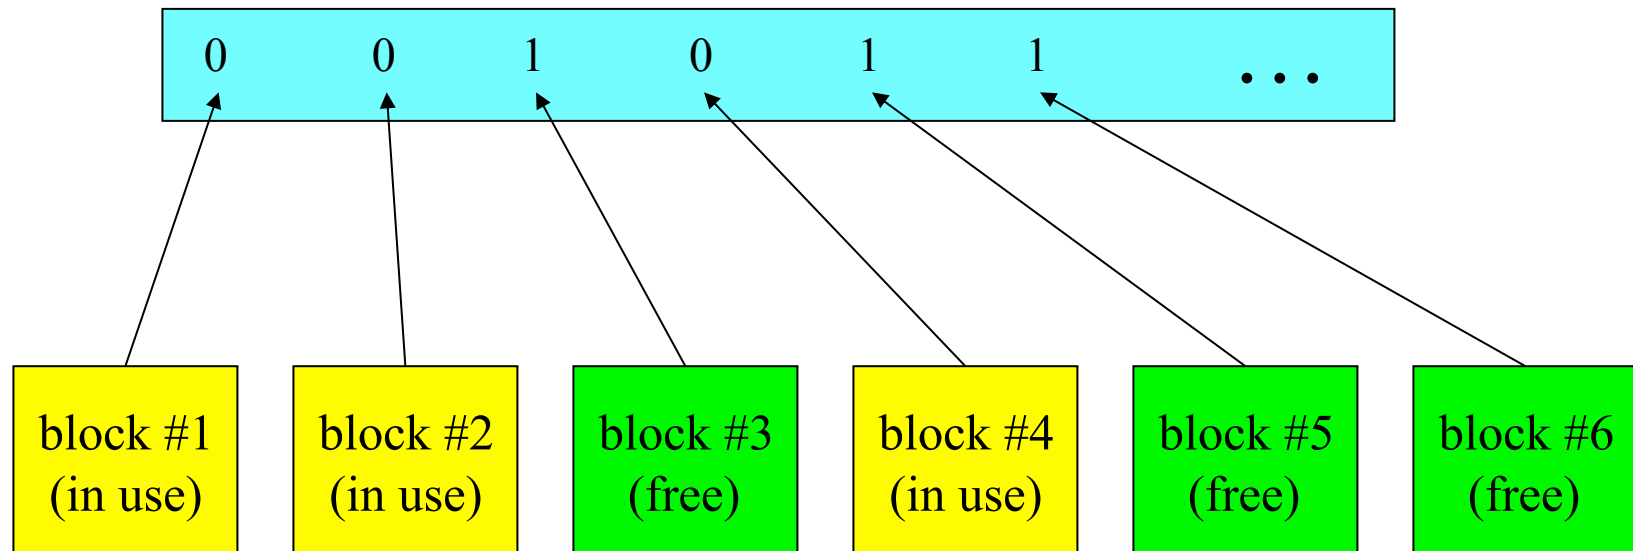 0 0 1 0 1 1 ...
block #1 block #2 block #3 block #4 block #5 block #6
(in use) (in use) (free) (in use) (free) (free)